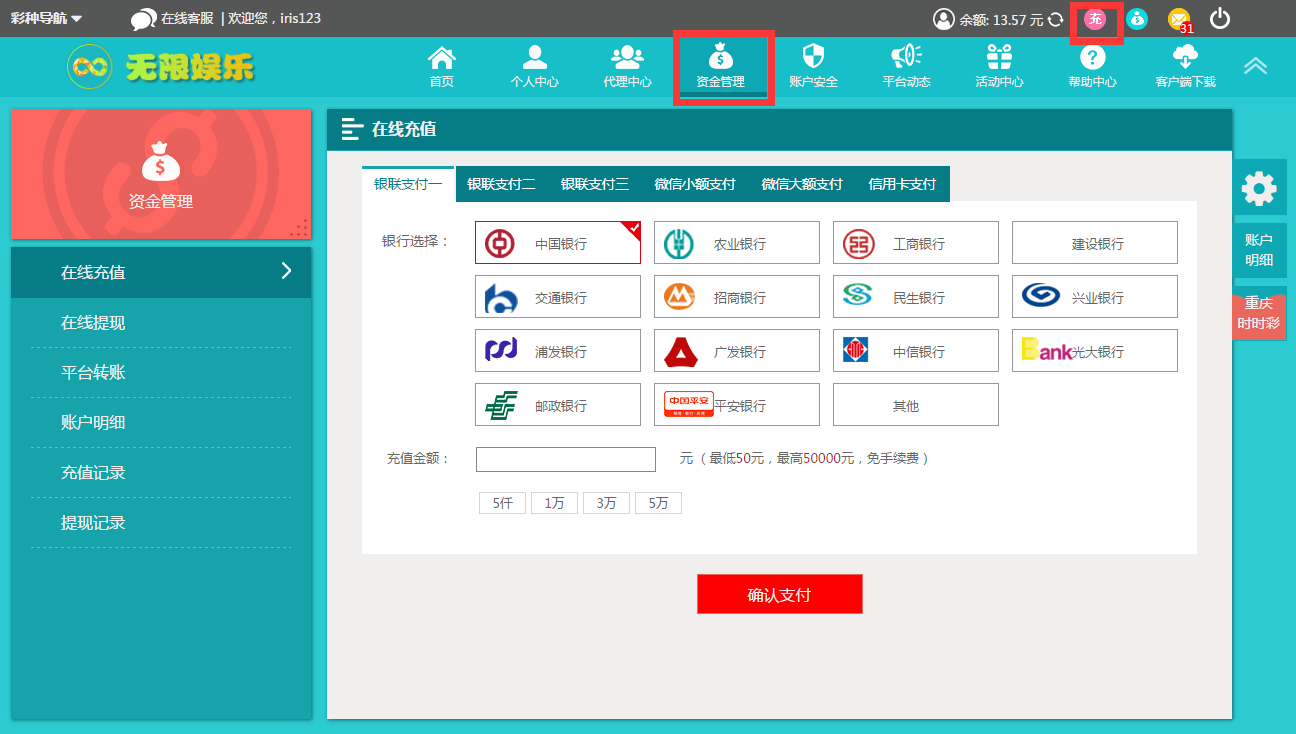 彩种导航 在线客服 | 欢迎您，iris123 余额: 13.57 元 充 31
无限娱乐 首页 个人中心 代理中心 资金管理 账户安全 平台动态 活动中心 帮助中心 客户端下载
资金管理
在线充值
在线提现
平台转账
账户明细
充值记录
提现记录
在线充值
银联支付一 银联支付二 银联支付三 微信小额支付 微信大额支付 信用卡支付
银行选择： 中国银行 农业银行 工商银行 建设银行
交通银行 招商银行 民生银行 兴业银行
浦发银行 广发银行 中信银行 Bank光大银行
邮政银行 中国平安 平安银行 其他
充值金额： 元（ 最低50元，最高50000元，免手续费 ）
5仟 1万 3万 5万
确认支付
账户
明细
重庆
时时彩